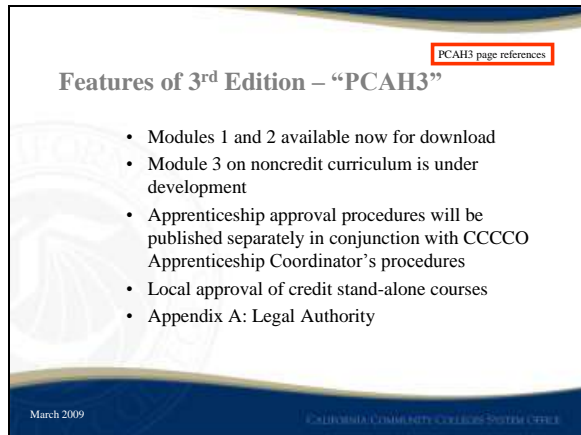 PCAH3 page references
Features of 3rd Edition – “PCAH3”
• Modules 1 and 2 available now for download
• Module 3 on noncredit curriculum is under
development
• Apprenticeship approval procedures will be
published separately in conjunction with CCCCO
Apprenticeship Coordinator’s procedures
• Local approval of credit stand-alone courses
• Appendix A: Legal Authority
March 2009
CALIFORNIA COMMUNITY COLLEGES SYSTEM OFFICE